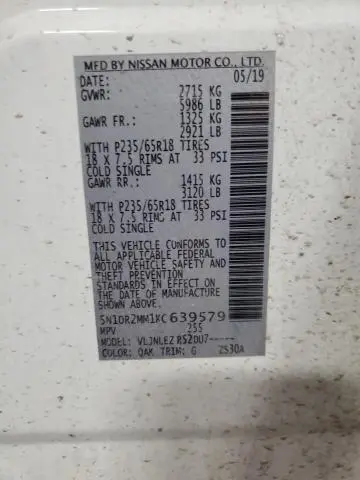 MFD BY NISSAN MOTOR CO., LTD.
DATE: 05/19
GVWR: 2715 KG
5986 LB
GAWR FR.: 1325 KG
2921 LB
WITH P235/65R18 TIRES
18 X 7.5 RIMS AT 33 PSI
COLD SINGLE
GAWR RR.: 1415 KG
3120 LB
WITH P235/65R18 TIRES
18 X 7.5 RIMS AT 33 PSI
COLD SINGLE
THIS VEHICLE CONFORMS TO
ALL APPLICABLE FEDERAL
MOTOR VEHICLE SAFETY AND
THEFT PREVENTION
STANDARDS IN EFFECT ON
THE DATE OF MANUFACTURE
SHOWN ABOVE.
5N1DR2MM1KC639579
MPV 25S
MODEL: VLJNLEZ
COLOR: QAK TRIM: G 2530A